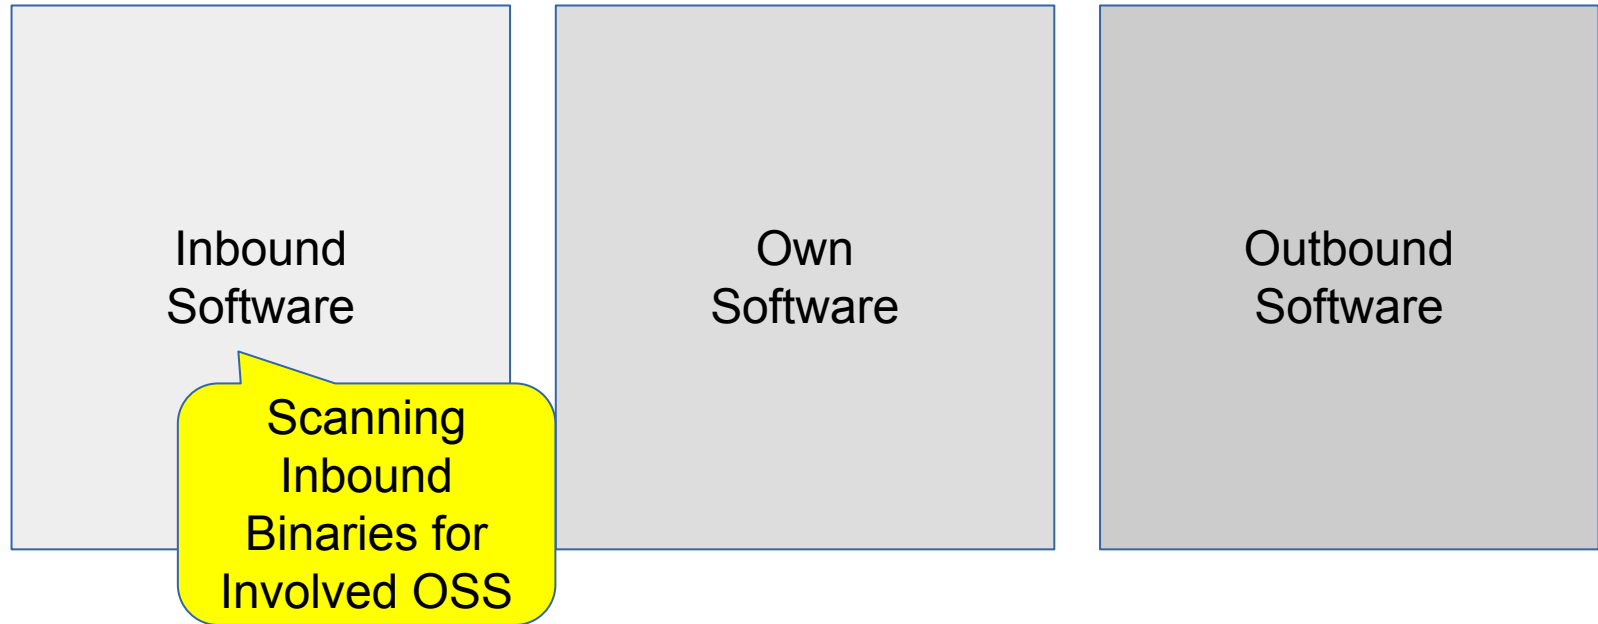 Inbound
Software
Own
Software
Outbound
Software
Scanning
Inbound
Binaries for
Involved OSS